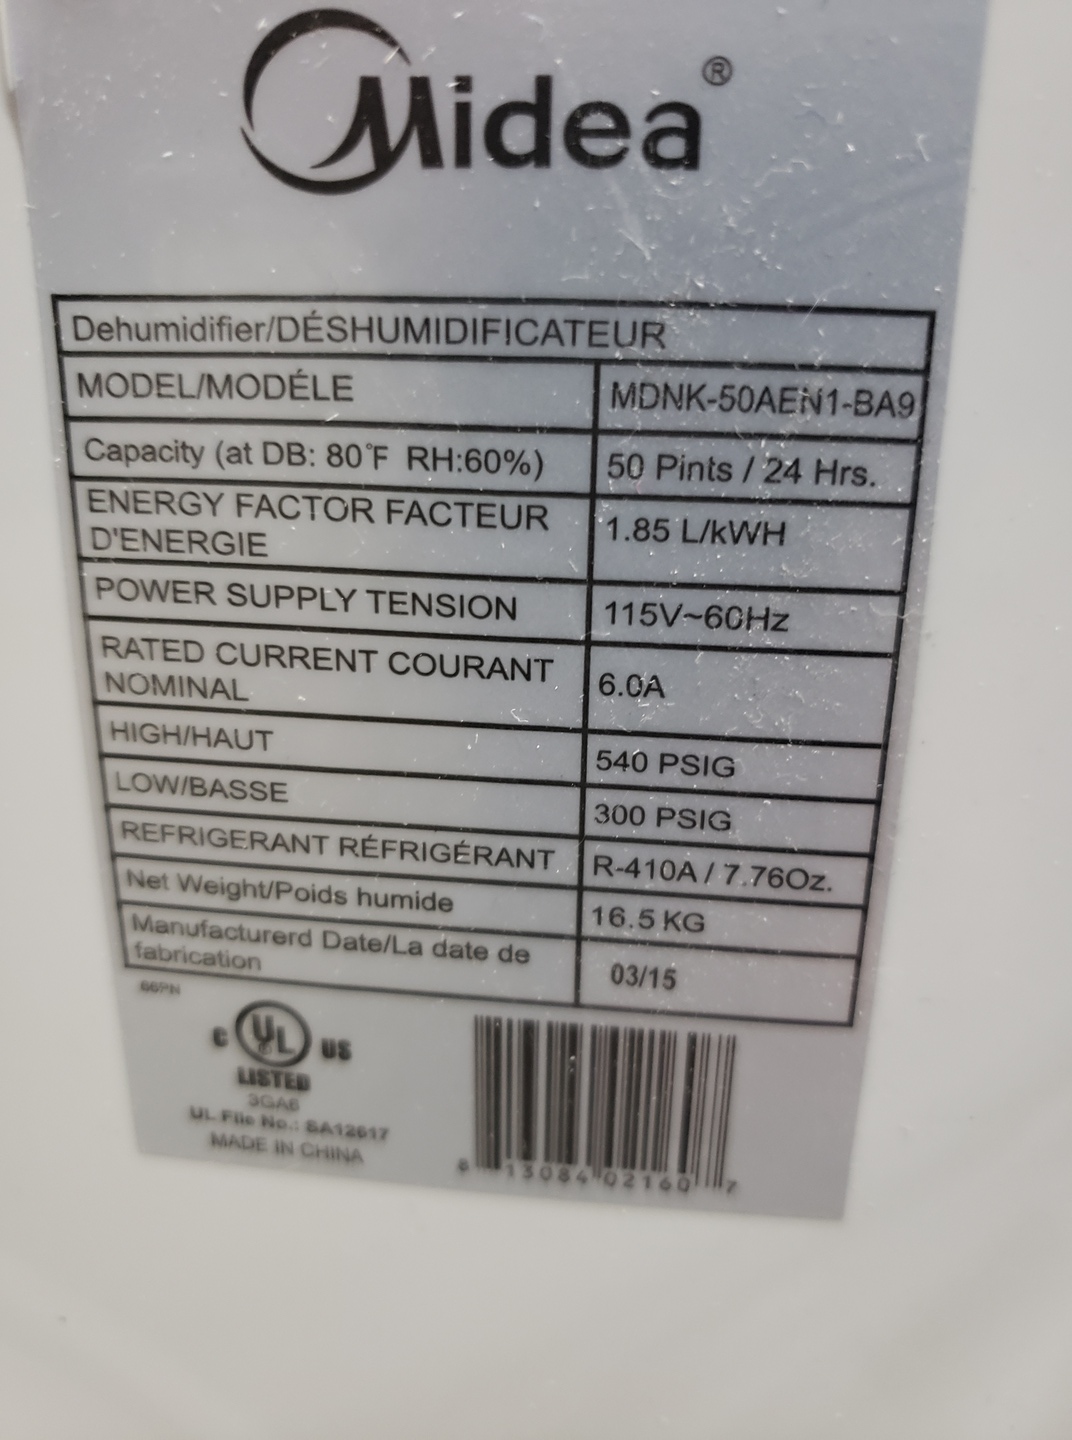 Midea®
Dehumidifier/DÉSHUMIDIFICATEUR
MODEL/MODÉLE MDNK-50AEN1-BA9
Capacity (at DB: 80°F RH:60%) 50 Pints / 24 Hrs.
ENERGY FACTOR FACTEUR
D'ENERGIE 1.85 L/kWH
POWER SUPPLY TENSION 115V~60Hz
RATED CURRENT COURANT
NOMINAL 6.0A
HIGH/HAUT 540 PSIG
LOW/BASSE 300 PSIG
REFRIGERANT RÉFRIGÉRANT R-410A / 7.76Oz.
Net Weight/Poids humide 16.5 KG
Manufacturerd Date/La date de
fabrication 03/15
66PN
C UL® US
LISTED
3GA8
UL File No.: SA12617
MADE IN CHINA
8 13084 02160 7